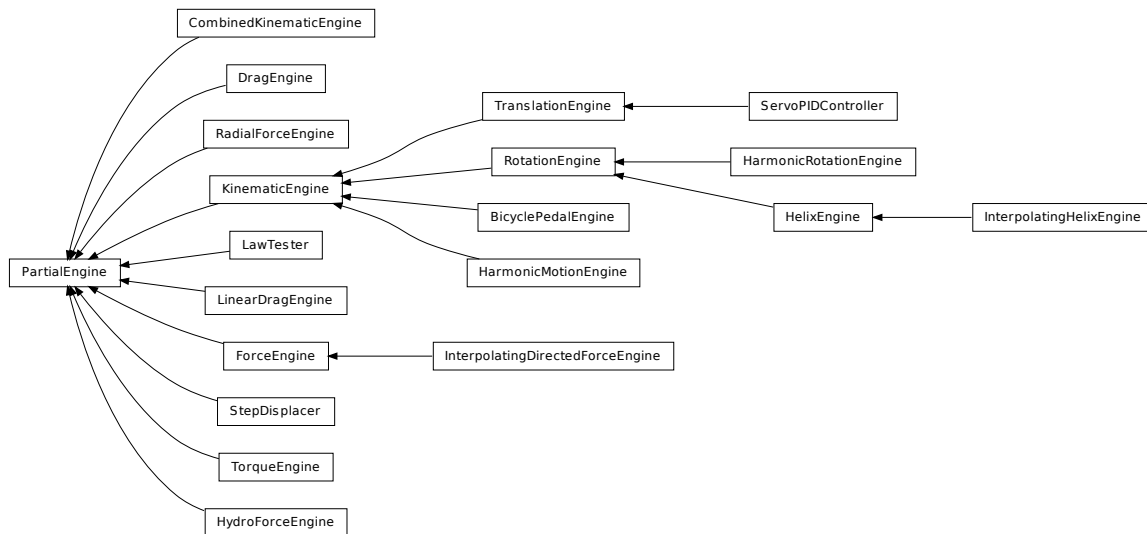 CombinedKinematicEngine
DragEngine
TranslationEngine
ServoPIDController
RadialForceEngine
RotationEngine
HarmonicRotationEngine
KinematicEngine
BicyclePedalEngine
HelixEngine
InterpolatingHelixEngine
LawTester
PartialEngine
HarmonicMotionEngine
LinearDragEngine
ForceEngine
InterpolatingDirectedForceEngine
StepDisplacer
TorqueEngine
HydroForceEngine